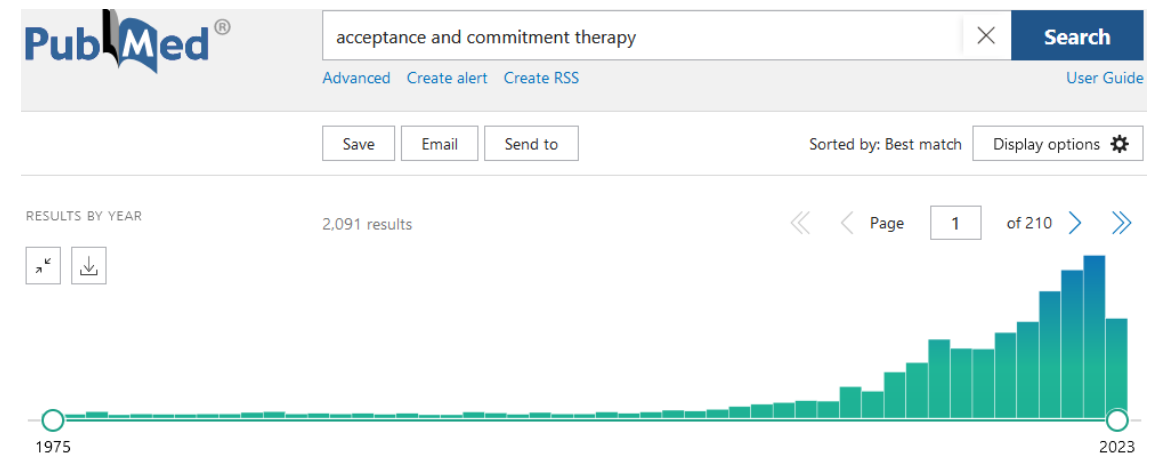 PubMed®
acceptance and commitment therapy
Search
Advanced Create alert Create RSS
User Guide
Save Email Send to
Sorted by: Best match Display options
RESULTS BY YEAR
2,091 results
Page 1 of 210
1975
2023